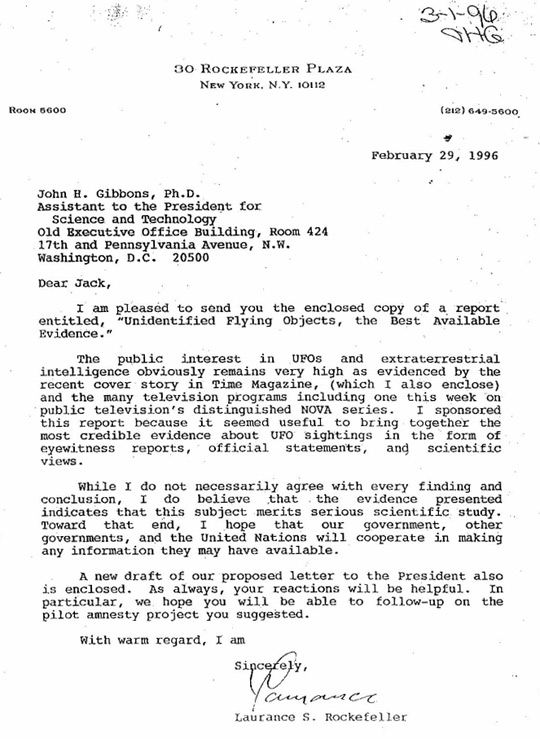 3-1-96
JHG
30 ROCKEFELLER PLAZA
NEW YORK, N.Y. 10112
ROOM 5600
(212) 649-5600
February 29, 1996
John H. Gibbons, Ph.D.
Assistant to the President for
Science and Technology
Old Executive Office Building, Room 424
17th and Pennsylvania Avenue, N.W.
Washington, D.C. 20500
Dear Jack,
I am pleased to send you the enclosed copy of a report
entitled, "Unidentified Flying Objects, the Best Available
Evidence."
The public interest in UFOs and extraterrestrial
intelligence obviously remains very high as evidenced by the
recent cover story in Time Magazine, (which I also enclose)
and the many television programs including one this week on
public television's distinguished NOVA series. I sponsored
this report because it seemed useful to bring together the
most credible evidence about UFO sightings in the form of
eyewitness reports, official statements, and scientific
views.
While I do not necessarily agree with every finding and
conclusion, I do believe that the evidence presented
indicates that this subject merits serious scientific study.
Toward that end, I hope that our government, other
governments, and the United Nations will cooperate in making
any information they may have available.
A new draft of our proposed letter to the President also
is enclosed. As always, your reactions will be helpful. In
particular, we hope you will be able to follow-up on the
pilot amnesty project you suggested.
With warm regard, I am
Sincerely,
Laurance
Laurance S. Rockefeller